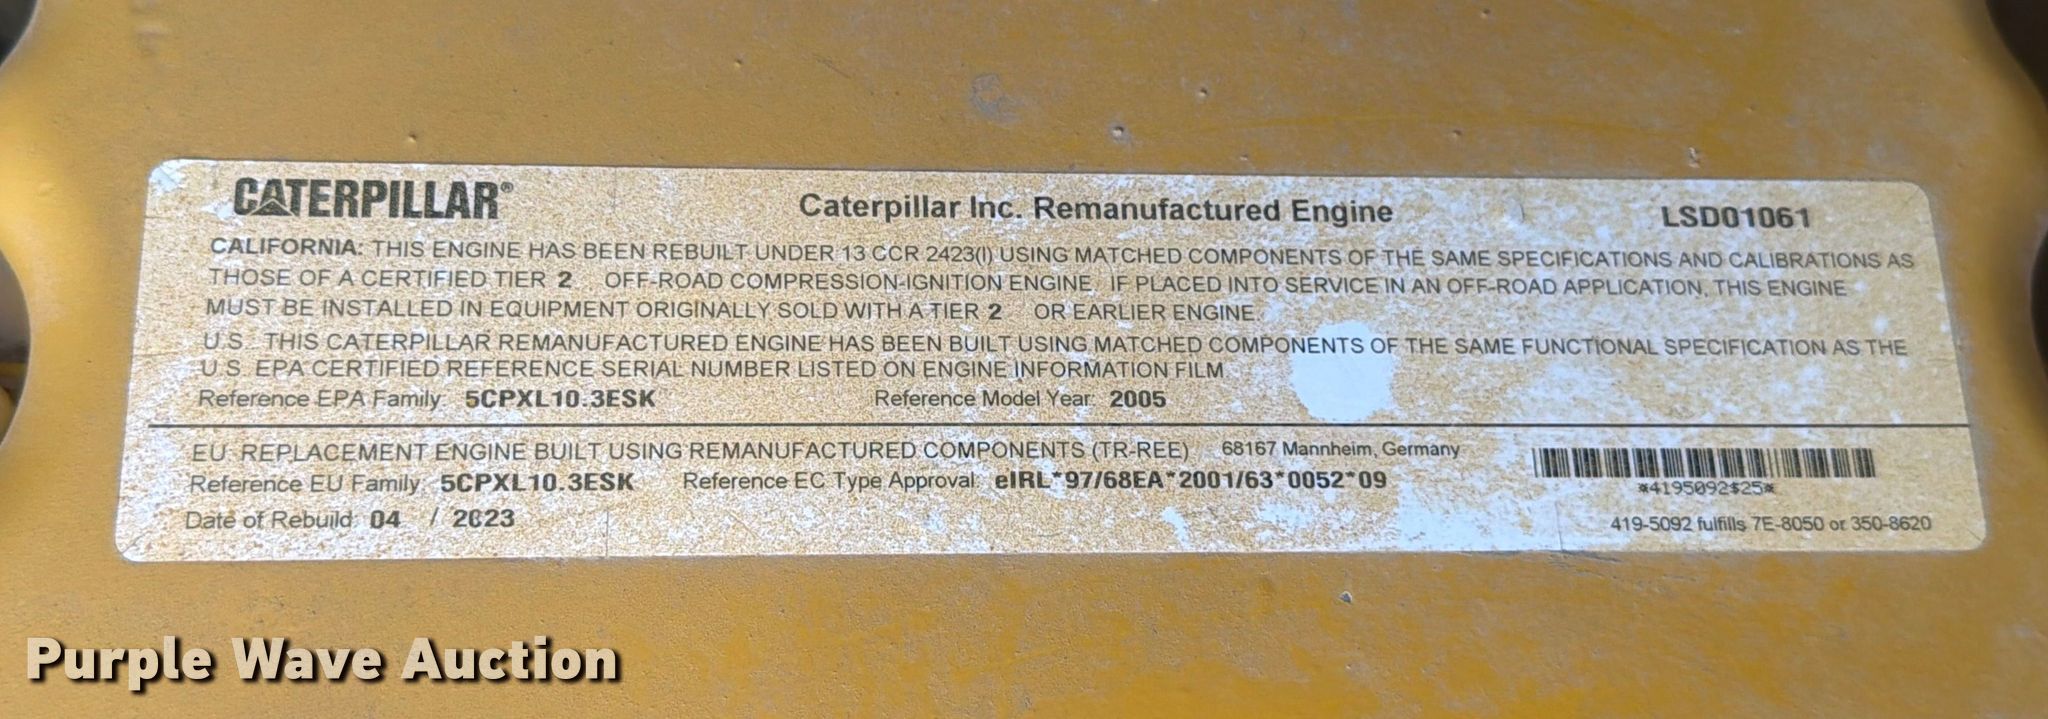 CATERPILLAR®
Caterpillar Inc. Remanufactured Engine
LSD01061
CALIFORNIA: THIS ENGINE HAS BEEN REBUILT UNDER 13 CCR 2423(l) USING MATCHED COMPONENTS OF THE SAME SPECIFICATIONS AND CALIBRATIONS AS
THOSE OF A CERTIFIED TIER 2 OFF-ROAD COMPRESSION-IGNITION ENGINE. IF PLACED INTO SERVICE IN AN OFF-ROAD APPLICATION, THIS ENGINE
MUST BE INSTALLED IN EQUIPMENT ORIGINALLY SOLD WITH A TIER 2 OR EARLIER ENGINE.
U.S. THIS CATERPILLAR REMANUFACTURED ENGINE HAS BEEN BUILT USING MATCHED COMPONENTS OF THE SAME FUNCTIONAL SPECIFICATION AS THE
U.S. EPA CERTIFIED REFERENCE SERIAL NUMBER LISTED ON ENGINE INFORMATION FILM.
Reference EPA Family: 5CPXL10.3ESK Reference Model Year: 2005
EU: REPLACEMENT ENGINE BUILT USING REMANUFACTURED COMPONENTS (TR-REE) 68167 Mannheim, Germany
Reference EU Family: 5CPXL10.3ESK Reference EC Type Approval: eIRL*97/68EA*2001/63*0052*09
*4195092$25*
Date of Rebuild: 04 / 2023
419-5092 fulfills 7E-8050 or 350-8620
Purple Wave Auction